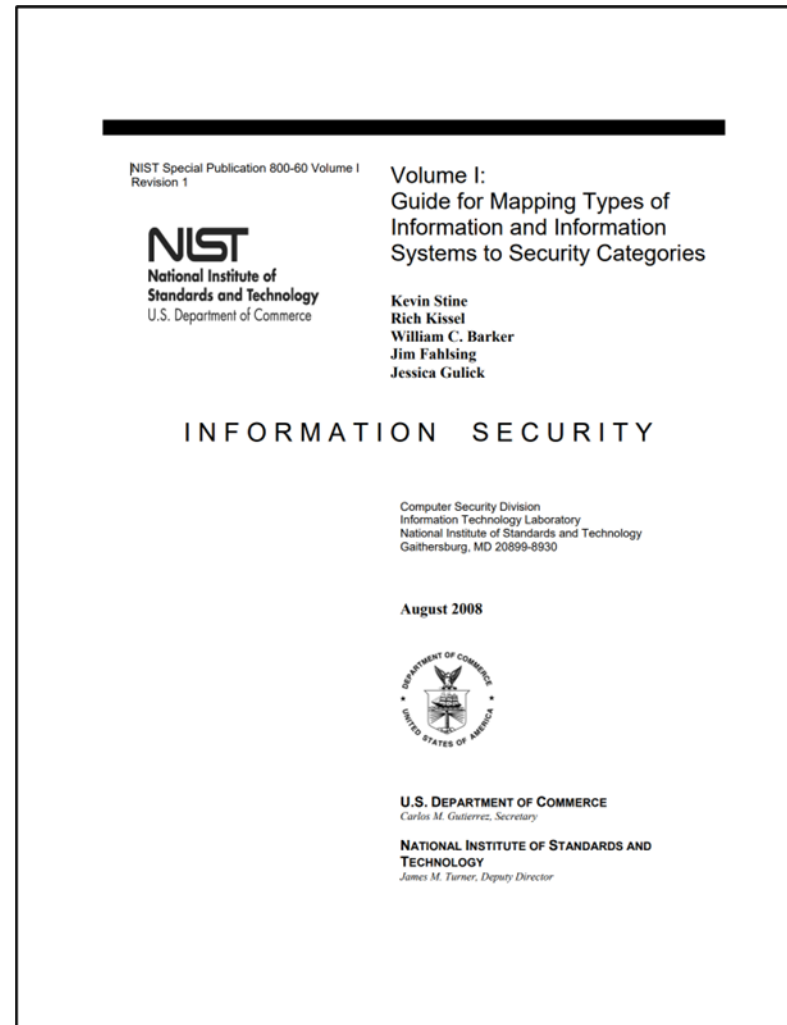 NIST Special Publication 800-60 Volume I
Revision 1
NIST
National Institute of
Standards and Technology
U.S. Department of Commerce
Volume I:
Guide for Mapping Types of
Information and Information
Systems to Security Categories
Kevin Stine
Rich Kissel
William C. Barker
Jim Fahlsing
Jessica Gulick
INFORMATION SECURITY
Computer Security Division
Information Technology Laboratory
National Institute of Standards and Technology
Gaithersburg, MD 20899-8930
August 2008
DEPARTMENT OF COMMERCE
UNITED STATES OF AMERICA
U.S. DEPARTMENT OF COMMERCE
Carlos M. Gutierrez, Secretary
NATIONAL INSTITUTE OF STANDARDS AND
TECHNOLOGY
James M. Turner, Deputy Director